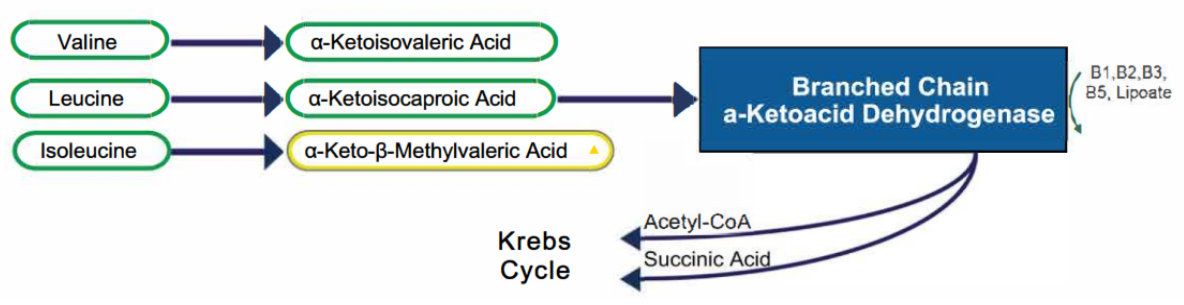 Valine
α-Ketoisovaleric Acid
Leucine
α-Ketoisocaproic Acid
Isoleucine
α-Keto-β-Methylvaleric Acid
Branched Chain
a-Ketoacid Dehydrogenase
B1,B2,B3,
B5, Lipoate
Acetyl-CoA
Krebs
Cycle
Succinic Acid